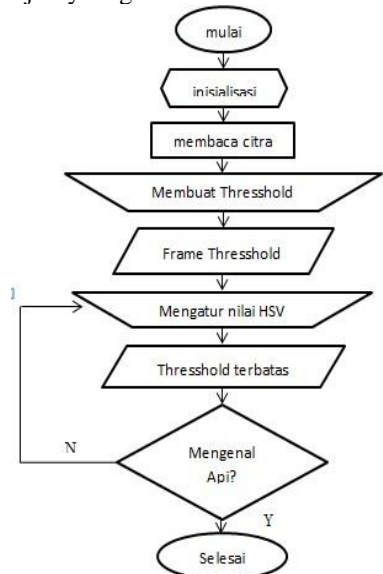 mulai
inisialisasi
membaca citra
Membuat Thresshold
Frame Thresshold
Mengatur nilai HSV
Thresshold terbatas
N
Mengenal
Api?
Y
Selesai